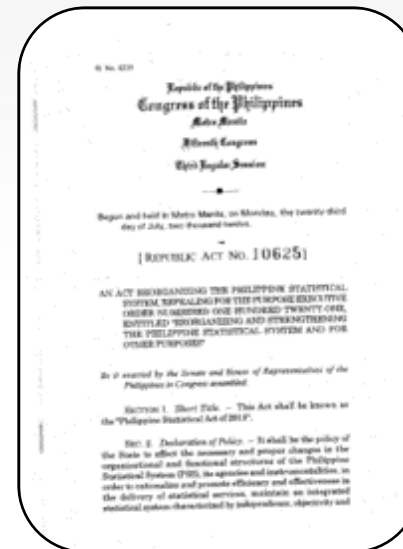 Republic of the Philippines
Congress of the Philippines
Metro Manila
Fifteenth Congress
Third Regular Session
Begun and held in Metro Manila, on Monday, the twenty-third
day of July, two thousand twelve.
[ REPUBLIC ACT NO. 10625 ]
AN ACT REORGANIZING THE PHILIPPINE STATISTICAL
SYSTEM, REPEALING FOR THE PURPOSE EXECUTIVE
ORDER NUMBERED ONE HUNDRED TWENTY-ONE,
ENTITLED "REORGANIZING AND STRENGTHENING
THE PHILIPPINE STATISTICAL SYSTEM AND FOR
OTHER PURPOSES"
Be it enacted by the Senate and House of Representatives of the
Philippines in Congress assembled:
SECTION 1. Short Title. – This Act shall be known as
the "Philippine Statistical Act of 2013".
SEC. 2. Declaration of Policy. – It shall be the policy of
the State to effect the necessary and proper changes in the
organizational and functional structures of the Philippine
Statistical System (PSS), its agencies and instrumentalities, in
order to rationalize and promote efficiency and effectiveness in
the delivery of statistical services, maintain an integrated
statistical system characterized by independence, objectivity and